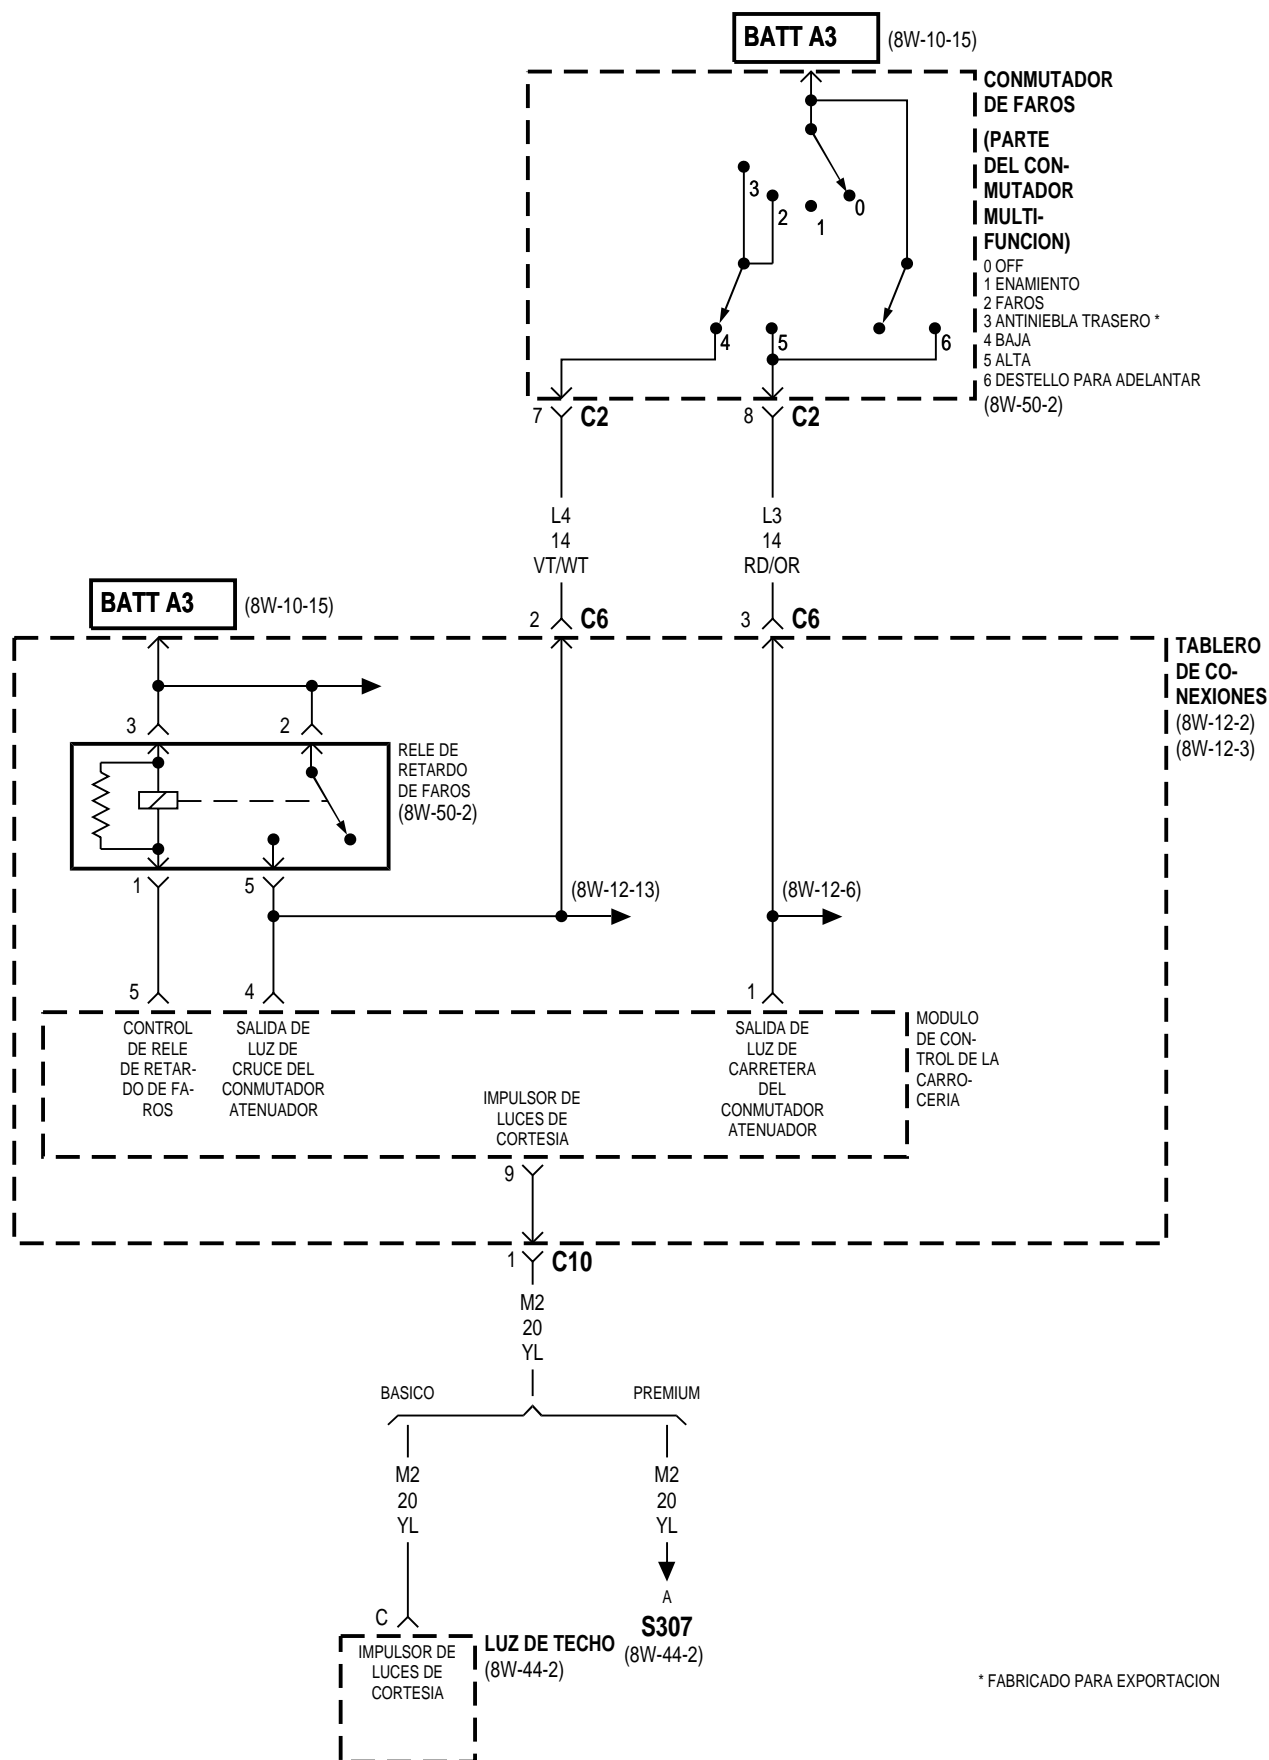 BATT A3 (8W-10-15)
CONMUTADOR
DE FAROS
(PARTE
DEL CON-
MUTADOR
MULTI-
FUNCION)
0 OFF
1 ENAMIENTO
2 FAROS
3 ANTINIEBLA TRASERO *
4 BAJA
5 ALTA
6 DESTELLO PARA ADELANTAR
(8W-50-2)
3
2
1
0
4
5
6
7 C2
8 C2
L4
14
VT/WT
L3
14
RD/OR
2 C6
3 C6
BATT A3 (8W-10-15)
TABLERO
DE CO-
NEXIONES
(8W-12-2)
(8W-12-3)
3
2
RELE DE
RETARDO
DE FAROS
(8W-50-2)
1
5
(8W-12-13)
(8W-12-6)
5
4
1
CONTROL
DE RELE
DE RETAR-
DO DE FA-
ROS
SALIDA DE
LUZ DE
CRUCE DEL
CONMUTADOR
ATENUADOR
IMPULSOR DE
LUCES DE
CORTESIA
SALIDA DE
LUZ DE
CARRETERA
DEL
CONMUTADOR
ATENUADOR
MODULO
DE CON-
TROL DE LA
CARRO-
CERIA
9
1 C10
M2
20
YL
BASICO
PREMIUM
M2
20
YL
M2
20
YL
C
A
S307
(8W-44-2)
IMPULSOR DE
LUCES DE
CORTESIA
LUZ DE TECHO
(8W-44-2)
* FABRICADO PARA EXPORTACION